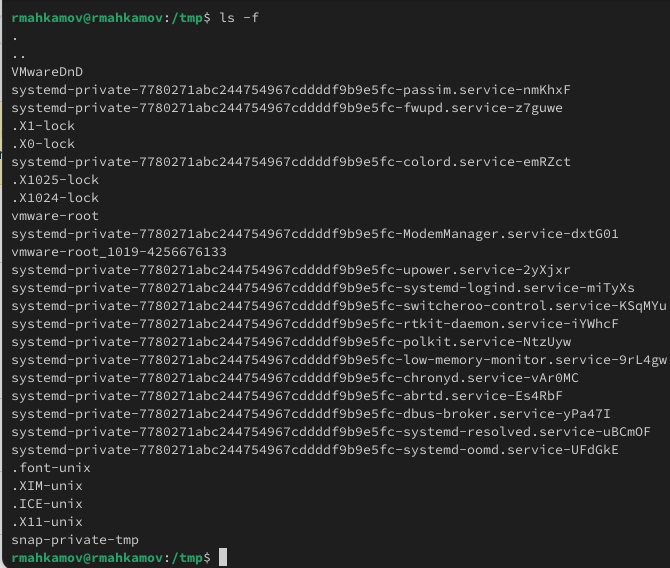 rmahkamov@rmahkamov:/tmp$ ls -f
.
..
VMwareDnD
systemd-private-7780271abc244754967cddddf9b9e5fc-passim.service-nmKhxF
systemd-private-7780271abc244754967cddddf9b9e5fc-fwupd.service-z7guwe
.X1-lock
.X0-lock
systemd-private-7780271abc244754967cddddf9b9e5fc-colord.service-emRZct
.X1025-lock
.X1024-lock
vmware-root
systemd-private-7780271abc244754967cddddf9b9e5fc-ModemManager.service-dxtG01
vmware-root_1019-4256676133
systemd-private-7780271abc244754967cddddf9b9e5fc-upower.service-2yXjxr
systemd-private-7780271abc244754967cddddf9b9e5fc-systemd-logind.service-miTyXs
systemd-private-7780271abc244754967cddddf9b9e5fc-switcheroo-control.service-KSqMYu
systemd-private-7780271abc244754967cddddf9b9e5fc-rtkit-daemon.service-iYWhcF
systemd-private-7780271abc244754967cddddf9b9e5fc-polkit.service-NtzUyw
systemd-private-7780271abc244754967cddddf9b9e5fc-low-memory-monitor.service-9rL4gw
systemd-private-7780271abc244754967cddddf9b9e5fc-chronyd.service-vAr0MC
systemd-private-7780271abc244754967cddddf9b9e5fc-abrtd.service-Es4RbF
systemd-private-7780271abc244754967cddddf9b9e5fc-dbus-broker.service-yPa47I
systemd-private-7780271abc244754967cddddf9b9e5fc-systemd-resolved.service-uBCmOF
systemd-private-7780271abc244754967cddddf9b9e5fc-systemd-oomd.service-UFdGkE
.font-unix
.XIM-unix
.ICE-unix
.X11-unix
snap-private-tmp
rmahkamov@rmahkamov:/tmp$